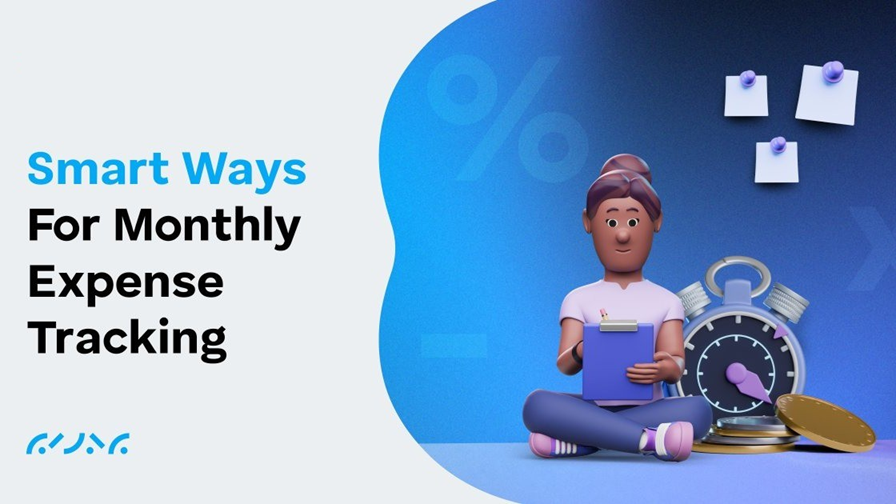 Smart Ways
For Monthly
Expense
Tracking
%